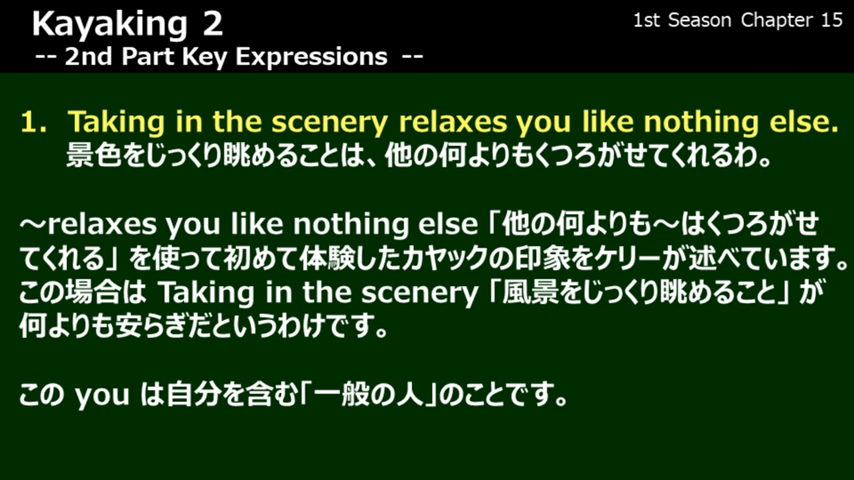 Kayaking 2
1st Season Chapter 15
-- 2nd Part Key Expressions --
1. Taking in the scenery relaxes you like nothing else.
景色をじっくり眺めることは、他の何よりもくつろがせてくれるわ。
～relaxes you like nothing else 「他の何よりも～はくつろがせ
てくれる」 を使って初めて体験したカヤックの印象をケリーが述べています。
この場合は Taking in the scenery 「風景をじっくり眺めること」 が
何よりも安らぎだというわけです。
この you は自分を含む「一般の人」のことです。